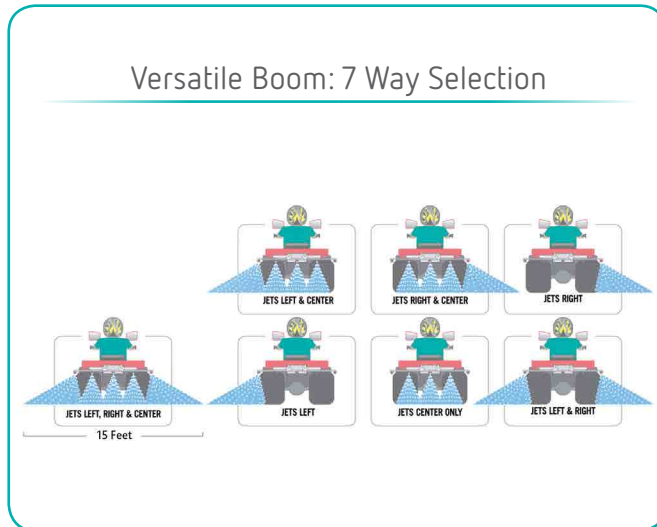 Versatile Boom: 7 Way Selection
JETS LEFT & CENTER
JETS RIGHT & CENTER
JETS RIGHT
JETS LEFT, RIGHT & CENTER
JETS LEFT
JETS CENTER ONLY
JETS LEFT & RIGHT
15 Feet